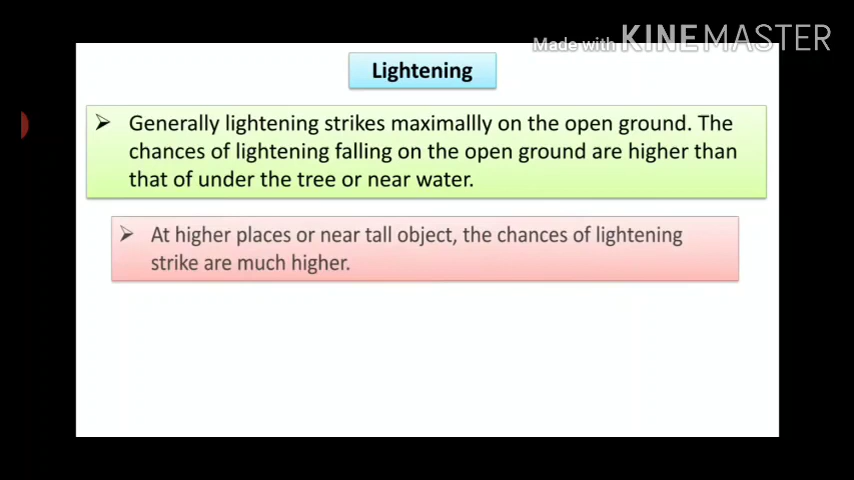 Made with KINEMASTER
Lightening
➢ Generally lightening strikes maximallly on the open ground. The
chances of lightening falling on the open ground are higher than
that of under the tree or near water.
➢ At higher places or near tall object, the chances of lightening
strike are much higher.